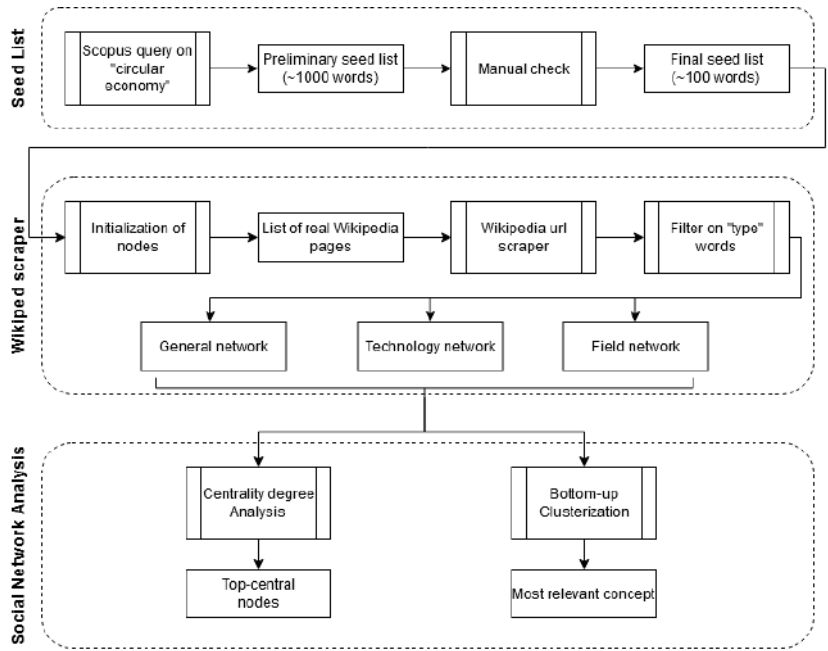 Seed List
Scopus query on
"circular
economy"
Preliminary seed list
(~1000 words)
Manual check
Final seed list
(~100 words)
Wikiped scraper
Initialization of
nodes
List of real Wikipedia
pages
Wikipedia url
scraper
Filter on "type"
words
General network
Technology network
Field network
Social Network Analysis
Centrality degree
Analysis
Bottom-up
Clusterization
Top-central
nodes
Most relevant concept